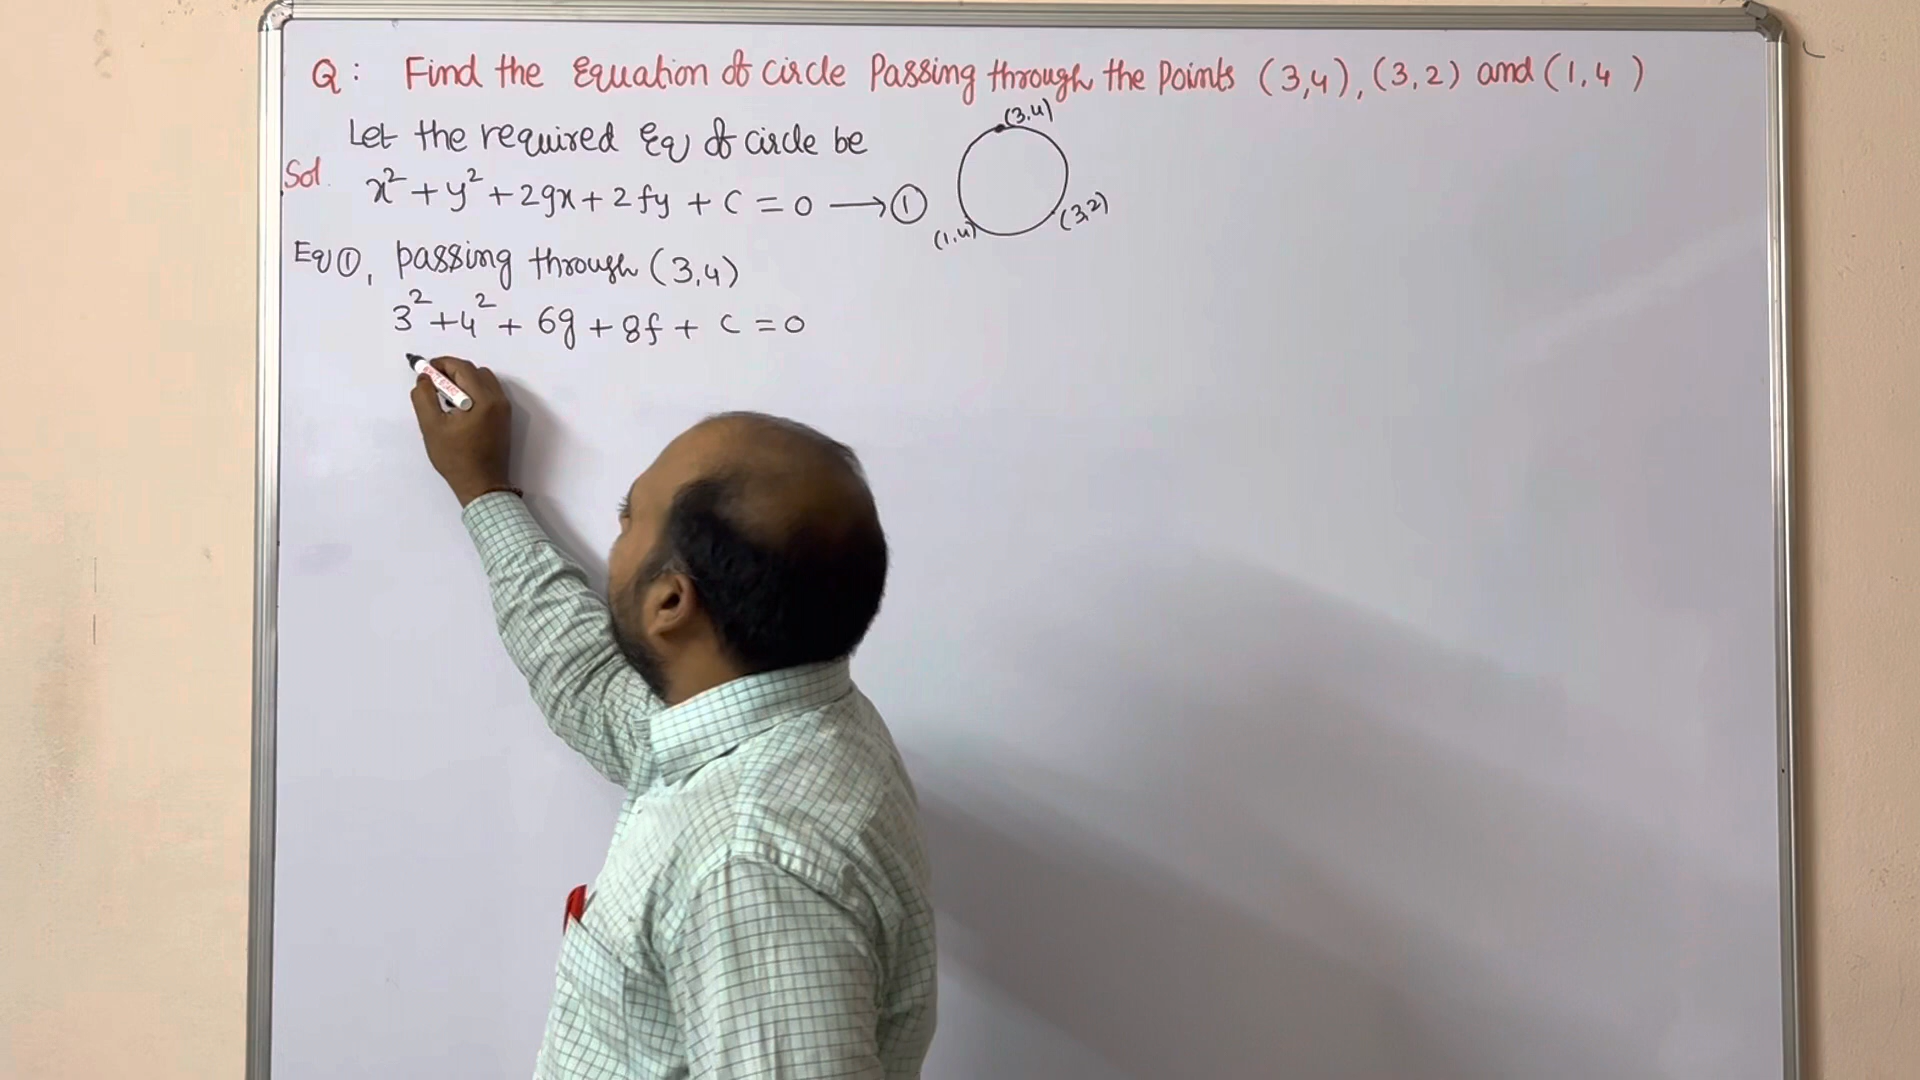 Q: Find the Equation of circle Passing through the Points (3,4), (3,2) and (1,4)
Let the required Eq of circle be
Sol.
x² + y² + 2gx + 2fy + c = 0 → ①
(3,4)
(3,2)
(1,4)
Eq ①, passing through (3,4)
3² + 4² + 6g + 8f + c = 0